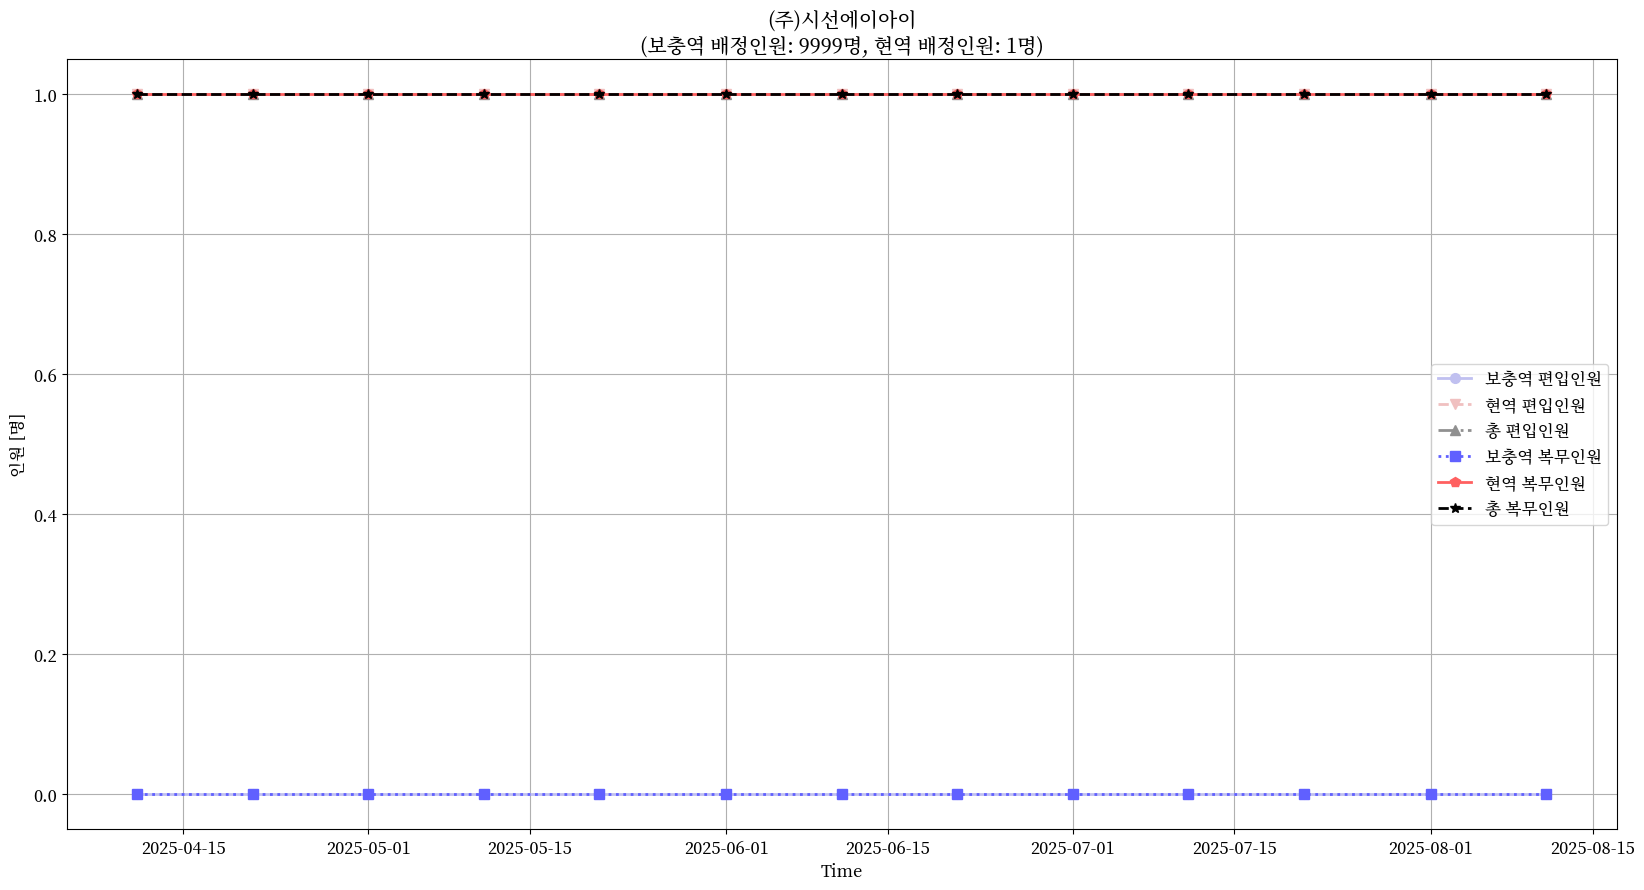 (주)시선에이아이
(보충역 배정인원: 9999명, 현역 배정인원: 1명)
인원 [명]
1.0
0.8
0.6
0.4
0.2
0.0
보충역 편입인원
현역 편입인원
총 편입인원
보충역 복무인원
현역 복무인원
총 복무인원
2025-04-15 2025-05-01 2025-05-15 2025-06-01 2025-06-15 2025-07-01 2025-07-15 2025-08-01 2025-08-15
Time